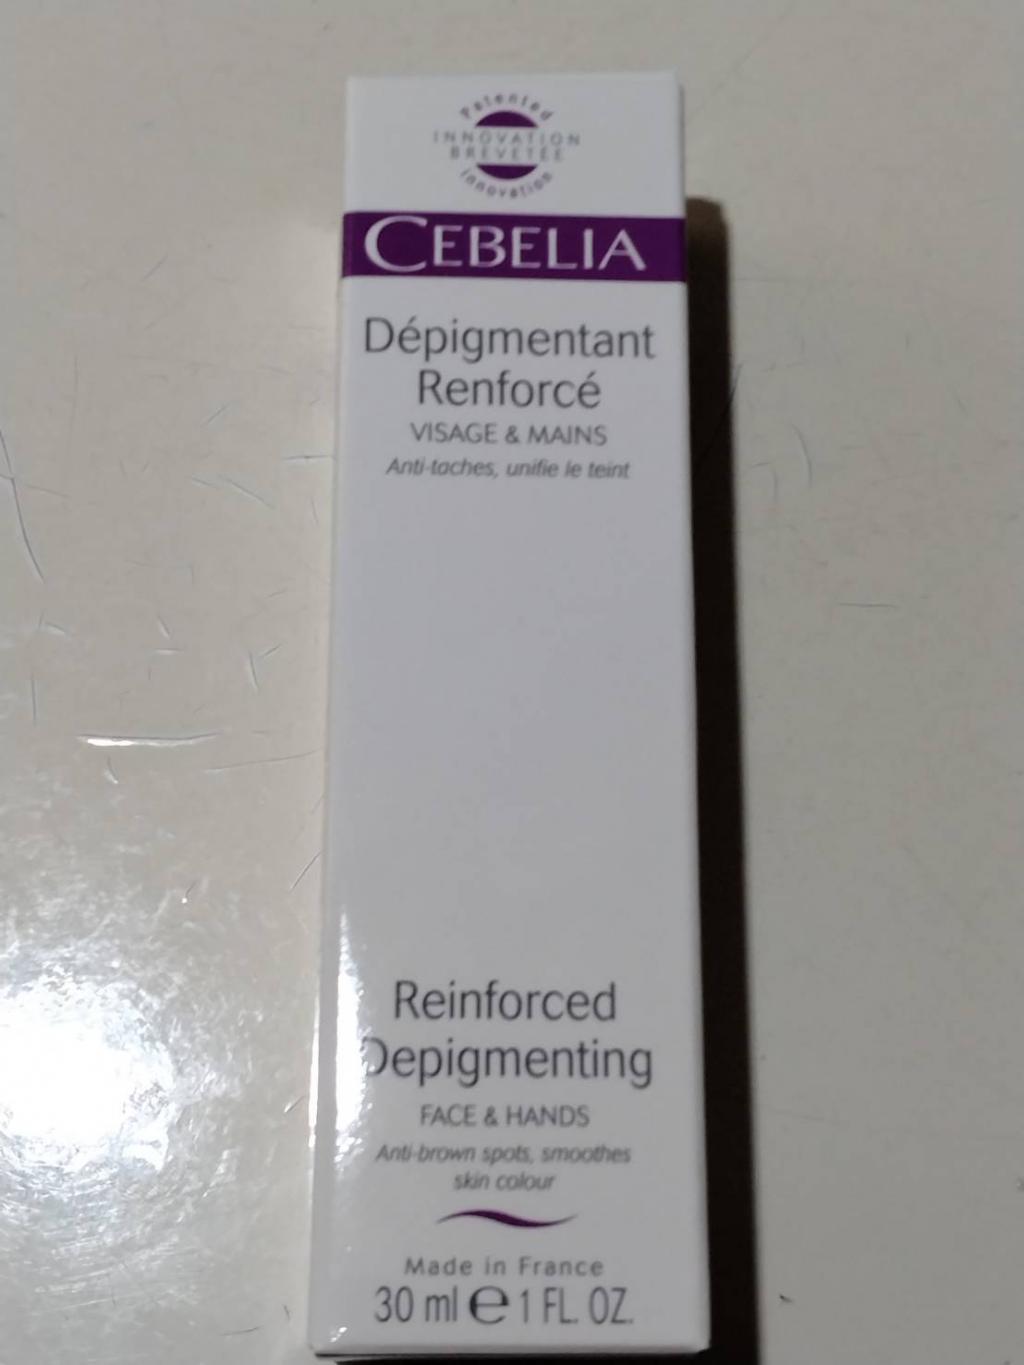 Patented
INNOVATION
BREVETÉE
innovation
CEBELIA
Dépigmentant
Renforcé
VISAGE & MAINS
Anti-taches, unifie le teint
Reinforced
Depigmenting
FACE & HANDS
Anti-brown spots, smoothes
skin colour
Made in France
30 ml e 1 FL. OZ.